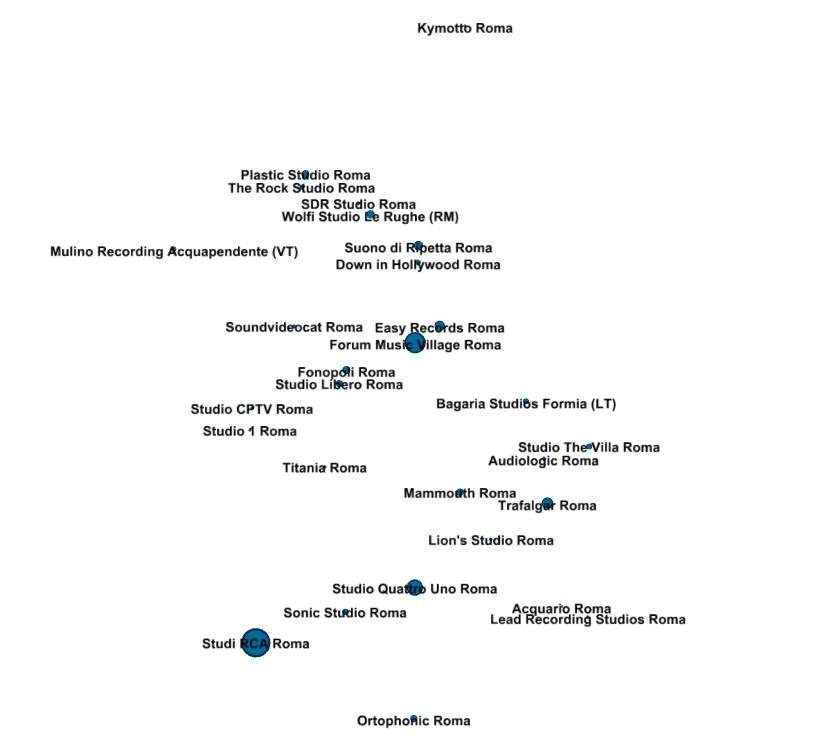 Kymotto Roma
Plastic Studio Roma
The Rock Studio Roma
SDR Studio Roma
Wolfi Studio Le Rughe (RM)
Suono di Ripetta Roma
Mulino Recording Acquapendente (VT)
Down in Hollywood Roma
Soundvideocat Roma
Easy Records Roma
Forum Music Village Roma
Fonopoli Roma
Studio Libero Roma
Bagaria Studios Formia (LT)
Studio CPTV Roma
Studio 1 Roma
Studio The Villa Roma
Audiologic Roma
Titania Roma
Mammouth Roma
Trafalgar Roma
Lion's Studio Roma
Studio Quattro Uno Roma
Acquario Roma
Sonic Studio Roma
Lead Recording Studios Roma
Studi RCA Roma
Ortophonic Roma